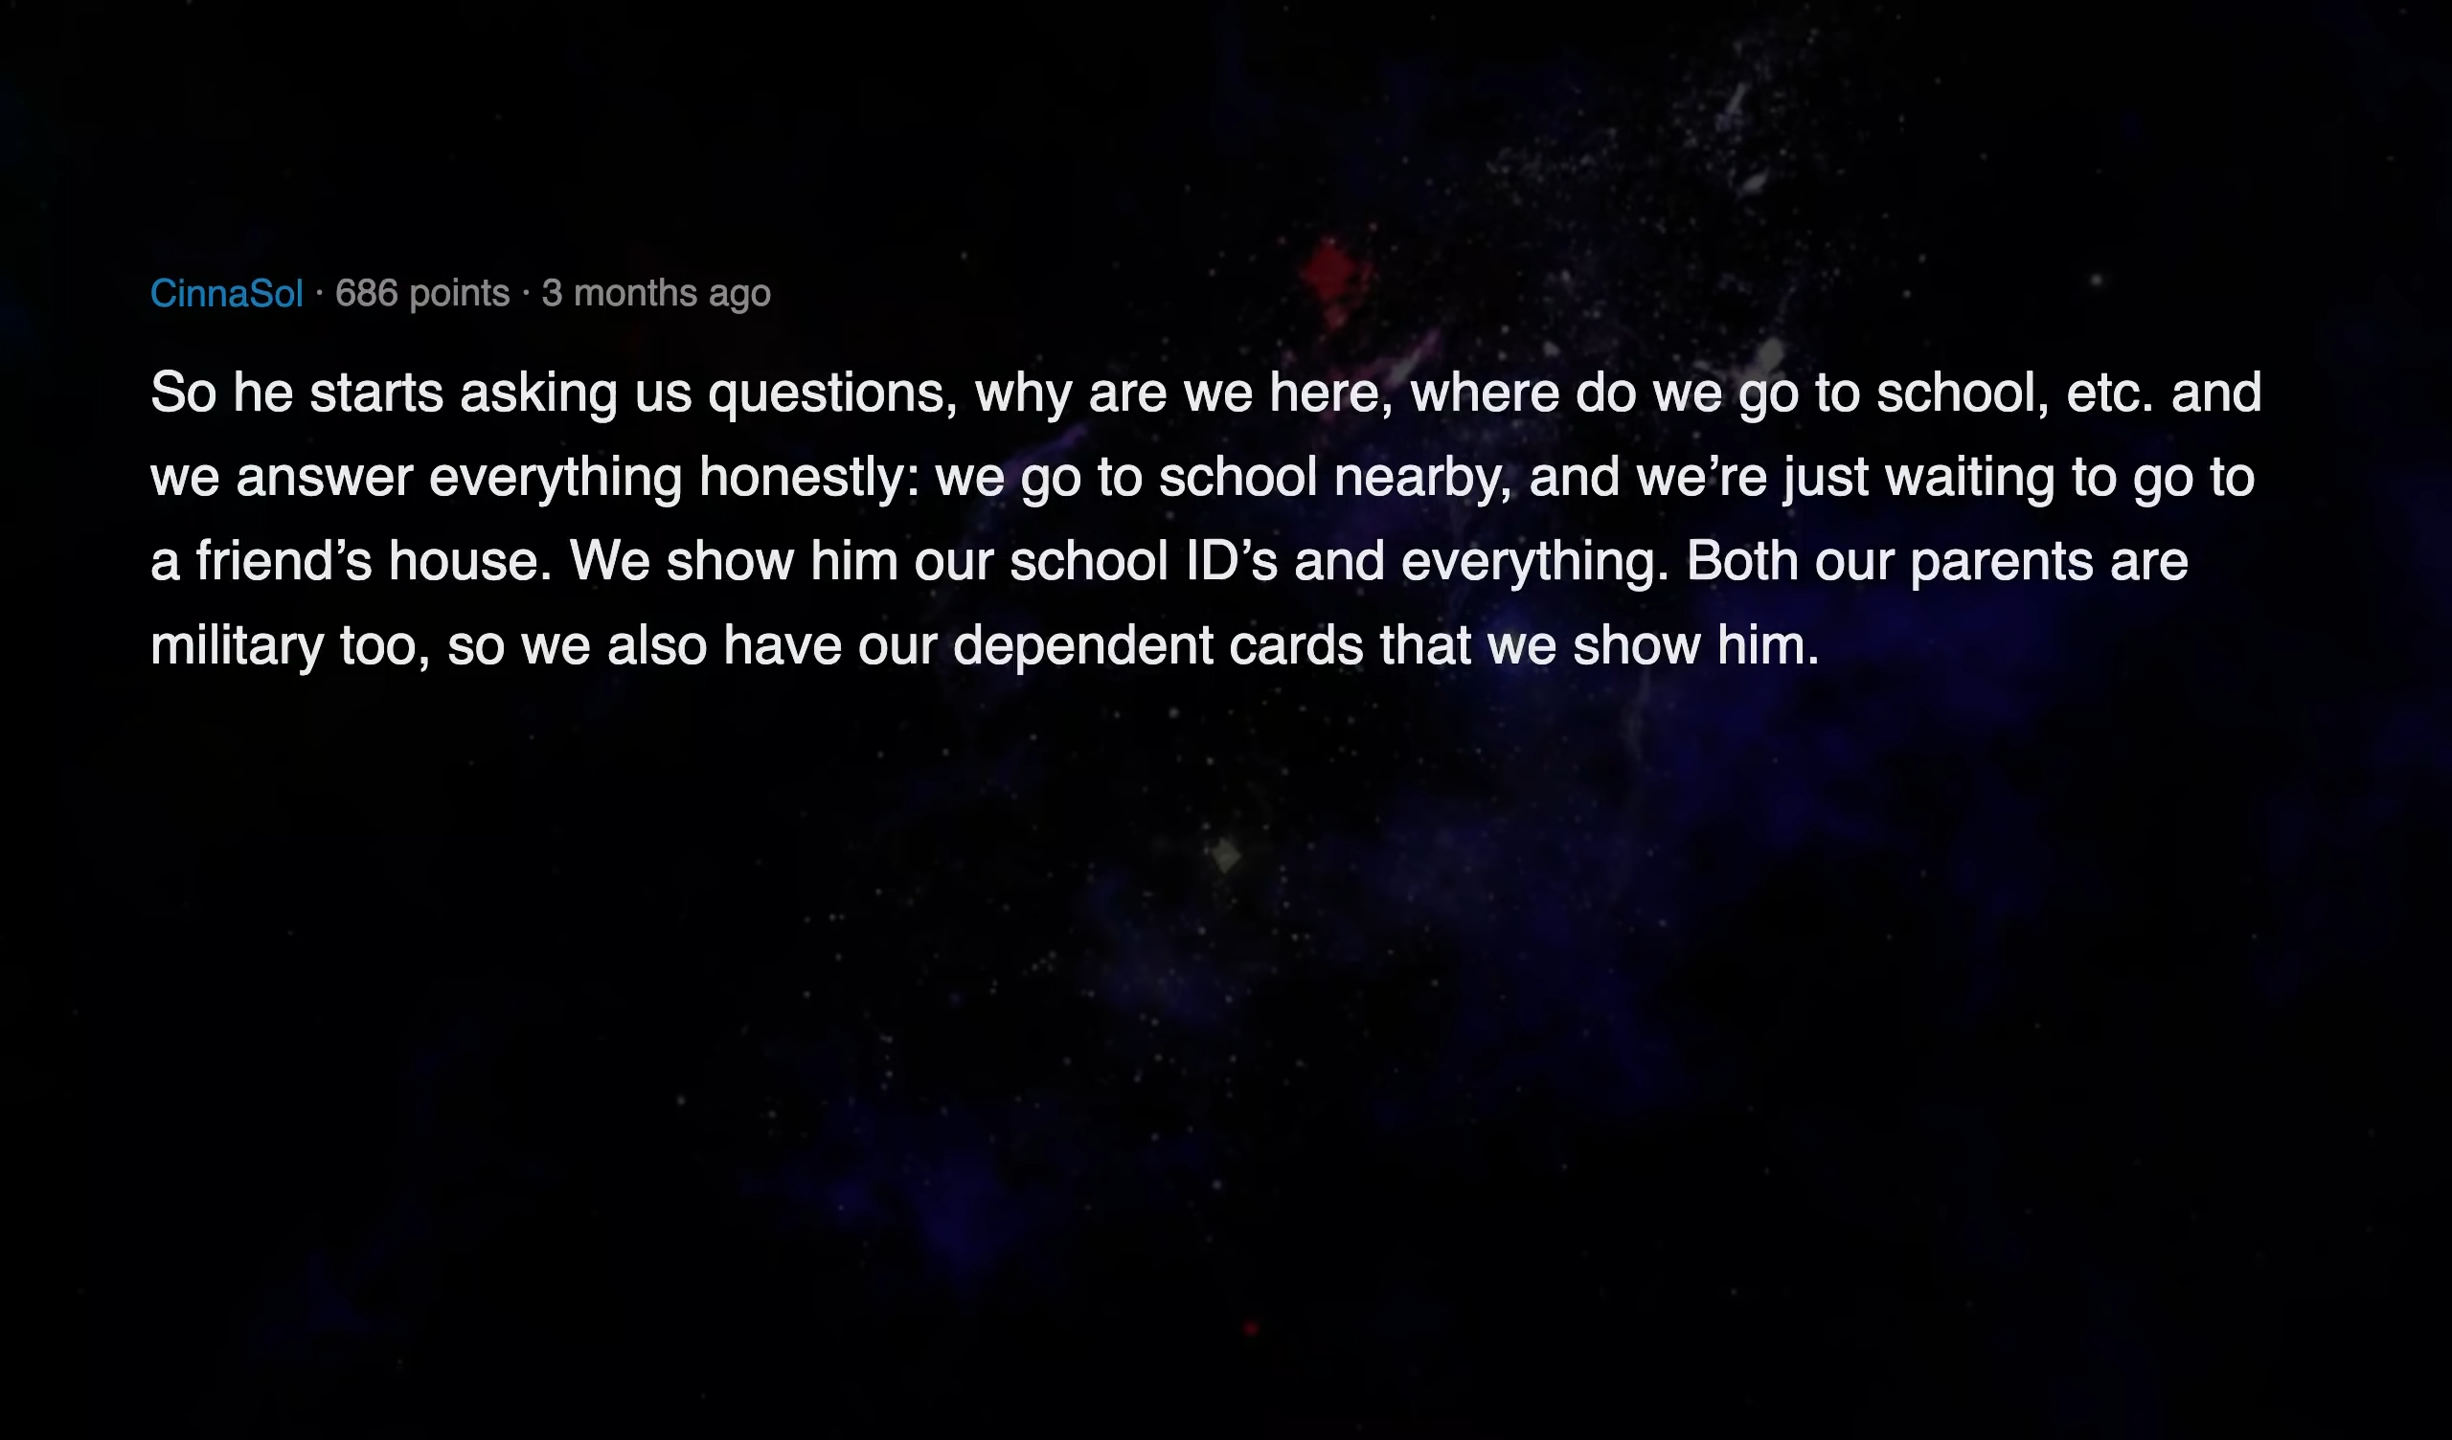 CinnaSol · 686 points · 3 months ago
So he starts asking us questions, why are we here, where do we go to school, etc. and
we answer everything honestly: we go to school nearby, and we’re just waiting to go to
a friend’s house. We show him our school ID’s and everything. Both our parents are
military too, so we also have our dependent cards that we show him.